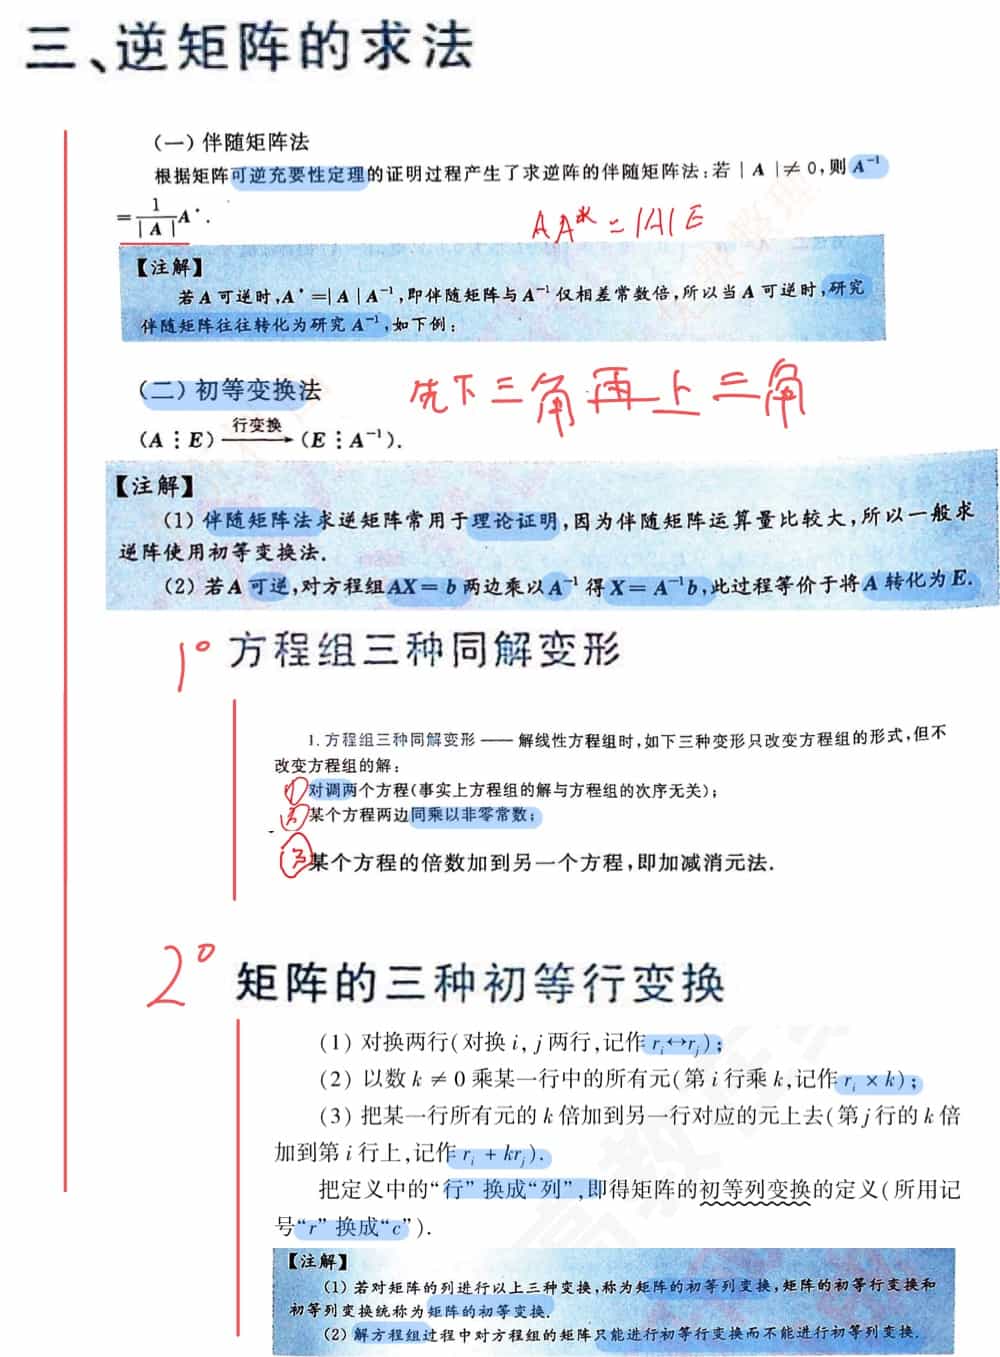 三、逆矩阵的求法
(一) 伴随矩阵法
根据矩阵可逆充要性定理的证明过程产生了求逆阵的伴随矩阵法:若 | A |≠ 0,则 A⁻¹
= 1/| A | A*.
AA* = |A|E
【注解】
若 A 可逆时,A* =| A | A⁻¹,即伴随矩阵与 A⁻¹ 仅相差常数倍,所以当 A 可逆时,研究
伴随矩阵往往转化为研究 A⁻¹,如下例:
(二) 初等变换法
先下三角再上三角
(A ⋮ E) 行变换→ (E ⋮ A⁻¹).
【注解】
(1) 伴随矩阵法求逆矩阵常用于理论证明,因为伴随矩阵运算量比较大,所以一般求
逆阵使用初等变换法.
(2) 若 A 可逆,对方程组 AX = b 两边乘以 A⁻¹ 得 X = A⁻¹b,此过程等价于将 A 转化为 E.
1° 方程组三种同解变形
1. 方程组三种同解变形 —— 解线性方程组时,如下三种变形只改变方程组的形式,但不
改变方程组的解:
① 对调两个方程(事实上方程组的解与方程组的次序无关);
② 某个方程两边同乘以非零常数;
③ 某个方程的倍数加到另一个方程,即加减消元法.
2° 矩阵的三种初等行变换
(1) 对换两行(对换 i, j 两行,记作 rᵢ↔rⱼ);
(2) 以数 k ≠ 0 乘某一行中的所有元(第 i 行乘 k,记作 rᵢ × k);
(3) 把某一行所有元的 k 倍加到另一行对应的元上去(第 j 行的 k 倍
加到第 i 行上,记作 rᵢ + krⱼ).
把定义中的“行”换成“列”,即得矩阵的初等列变换的定义(所用记
号“r”换成“c”).
【注解】
(1) 若对矩阵的列进行以上三种变换,称为矩阵的初等列变换,矩阵的初等行变换和
初等列变换统称为矩阵的初等变换.
(2) 解方程组过程中对方程组的矩阵只能进行初等行变换而不能进行初等列变换.